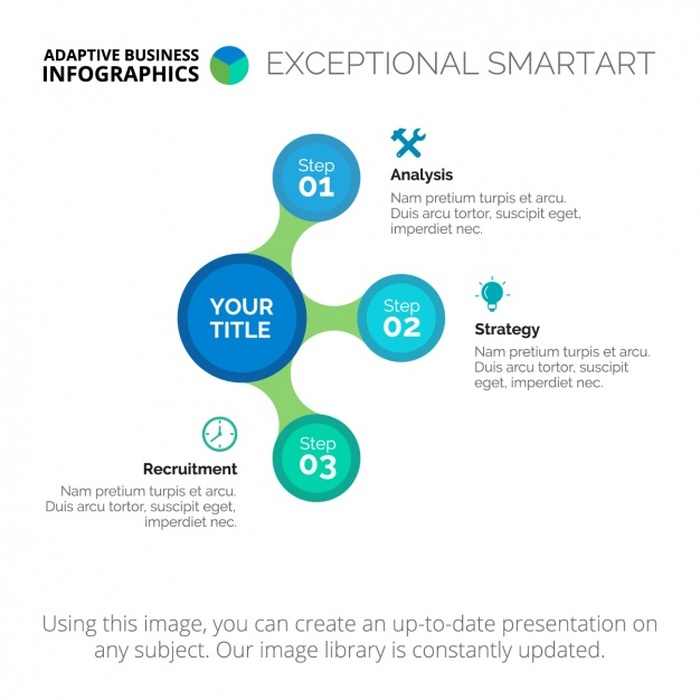 ADAPTIVE BUSINESS
INFOGRAPHICS
EXCEPTIONAL SMARTART
Step
01
Analysis
Nam pretium turpis et arcu.
Duis arcu tortor, suscipit eget,
imperdiet nec.
YOUR
TITLE
Step
02
Strategy
Nam pretium turpis et arcu.
Duis arcu tortor, suscipit
eget, imperdiet nec.
Step
03
Recruitment
Nam pretium turpis et arcu.
Duis arcu tortor, suscipit eget,
imperdiet nec.
Using this image, you can create an up-to-date presentation on
any subject. Our image library is constantly updated.